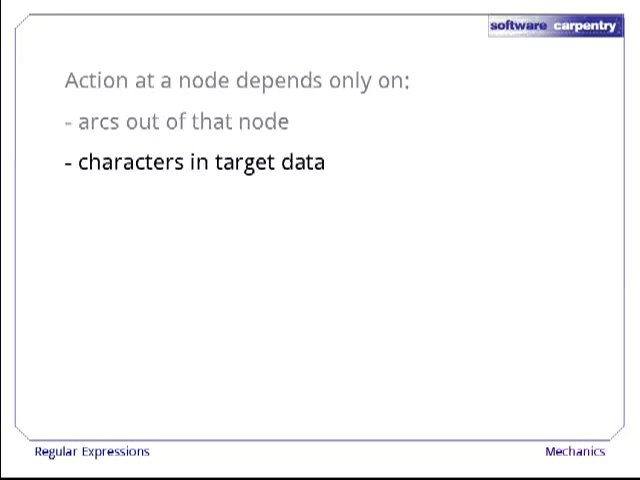 software carpentry
Action at a node depends only on:
- arcs out of that node
- characters in target data
Regular Expressions
Mechanics